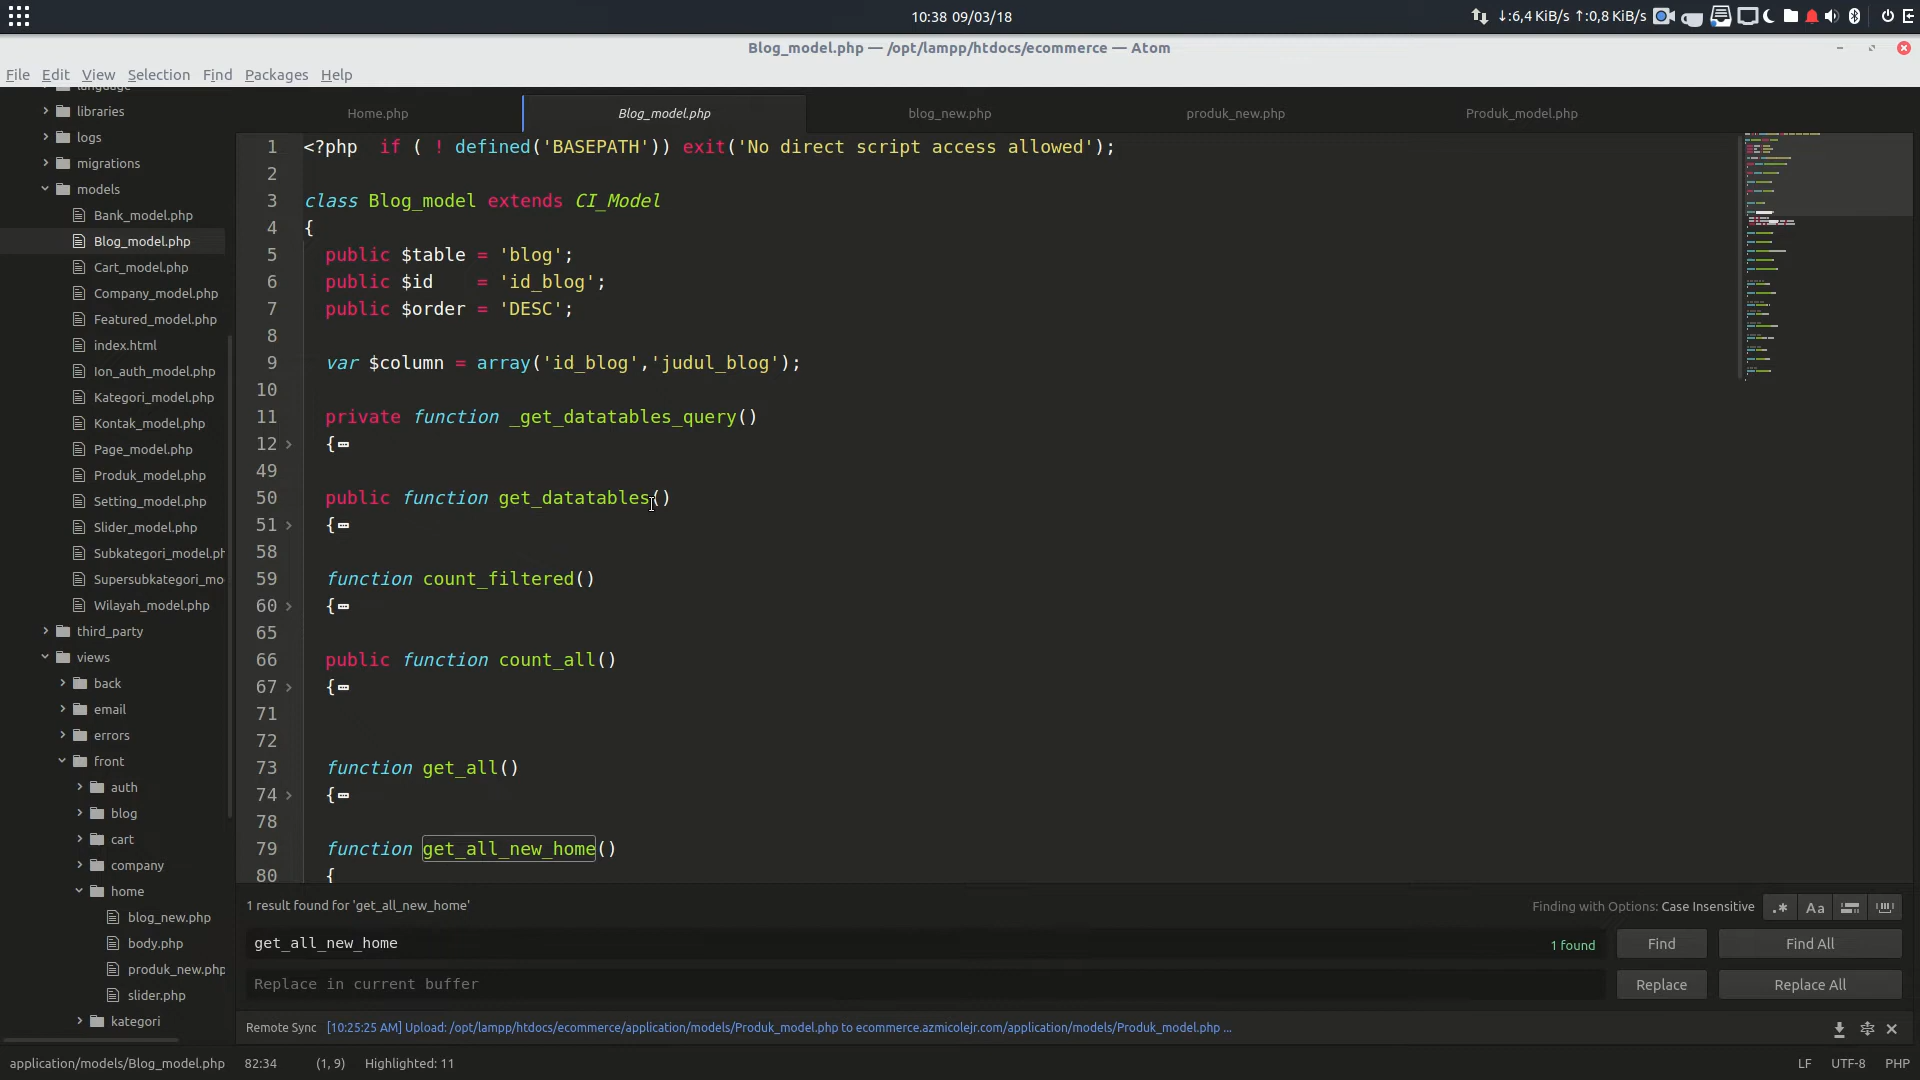 10:38 09/03/18
↓:6,4 KiB/s ↑:0,8 KiB/s
Blog_model.php — /opt/lampp/htdocs/ecommerce — Atom
File Edit View Selection Find Packages Help
language
libraries
logs
migrations
models
Bank_model.php
Blog_model.php
Cart_model.php
Company_model.php
Featured_model.php
index.html
Ion_auth_model.php
Kategori_model.php
Kontak_model.php
Page_model.php
Produk_model.php
Setting_model.php
Slider_model.php
Subkategori_model.ph
Supersubkategori_mo
Wilayah_model.php
third_party
views
back
email
errors
front
auth
blog
cart
company
home
blog_new.php
body.php
produk_new.php
slider.php
kategori
Home.php Blog_model.php blog_new.php produk_new.php Produk_model.php
1 <?php  if ( ! defined('BASEPATH')) exit('No direct script access allowed');
2
3 class Blog_model extends CI_Model
4 {
5   public $table = 'blog';
6   public $id    = 'id_blog';
7   public $order = 'DESC';
8
9   var $column = array('id_blog','judul_blog');
10
11   private function _get_datatables_query()
12   {
49
50   public function get_datatables()
51   {
58
59   function count_filtered()
60   {
65
66   public function count_all()
67   {
71
72
73   function get_all()
74   {
78
79   function get_all_new_home()
80   {
1 result found for 'get_all_new_home'
Finding with Options: Case Insensitive
.* Aa
get_all_new_home
1 found
Find
Find All
Replace in current buffer
Replace
Replace All
Remote Sync [10:25:25 AM] Upload: /opt/lampp/htdocs/ecommerce/application/models/Produk_model.php to ecommerce.azmicolejr.com/application/models/Produk_model.php ...
application/models/Blog_model.php 82:34 (1, 9) Highlighted: 11
LF UTF-8 PHP